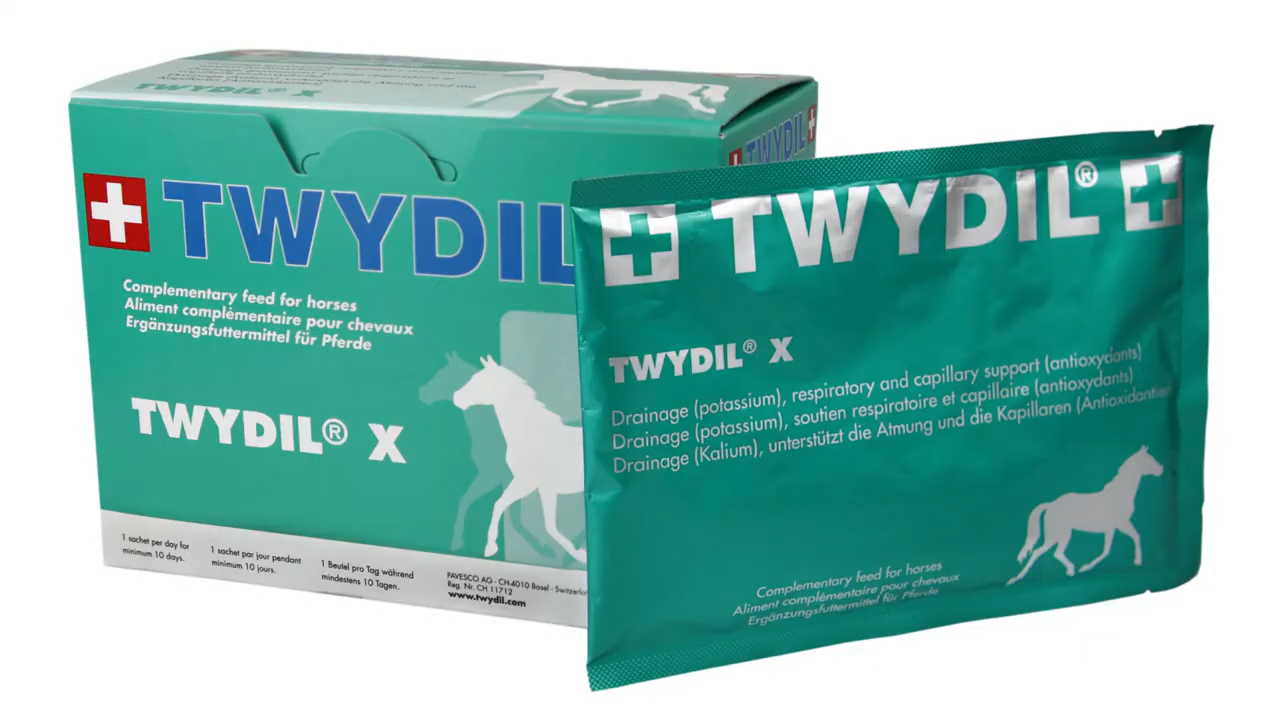 TWYDIL® X
TWYDIL
TWYDIL
Complementary feed for horses
Aliment complémentaire pour chevaux
Ergänzungsfuttermittel für Pferde
TWYDIL® X
1 sachet per day for
minimum 10 days.
1 sachet par jour pendant
minimum 10 jours.
1 Beutel pro Tag während
mindestens 10 Tagen.
PAVESCO AG - CH-4010 Basel - Switzerla
Reg. Nr. CH 11712
www.twydil.com
TWYDIL®
TWYDIL® X
Drainage (potassium), respiratory and capillary support (antioxydants)
Drainage (potassium), soutien respiratoire et capillaire (antioxydants)
Drainage (Kalium), unterstützt die Atmung und die Kapillaren (Antioxidantien
Complementary feed for horses
Aliment complémentaire pour chevaux
Ergänzungsfuttermittel für Pferde